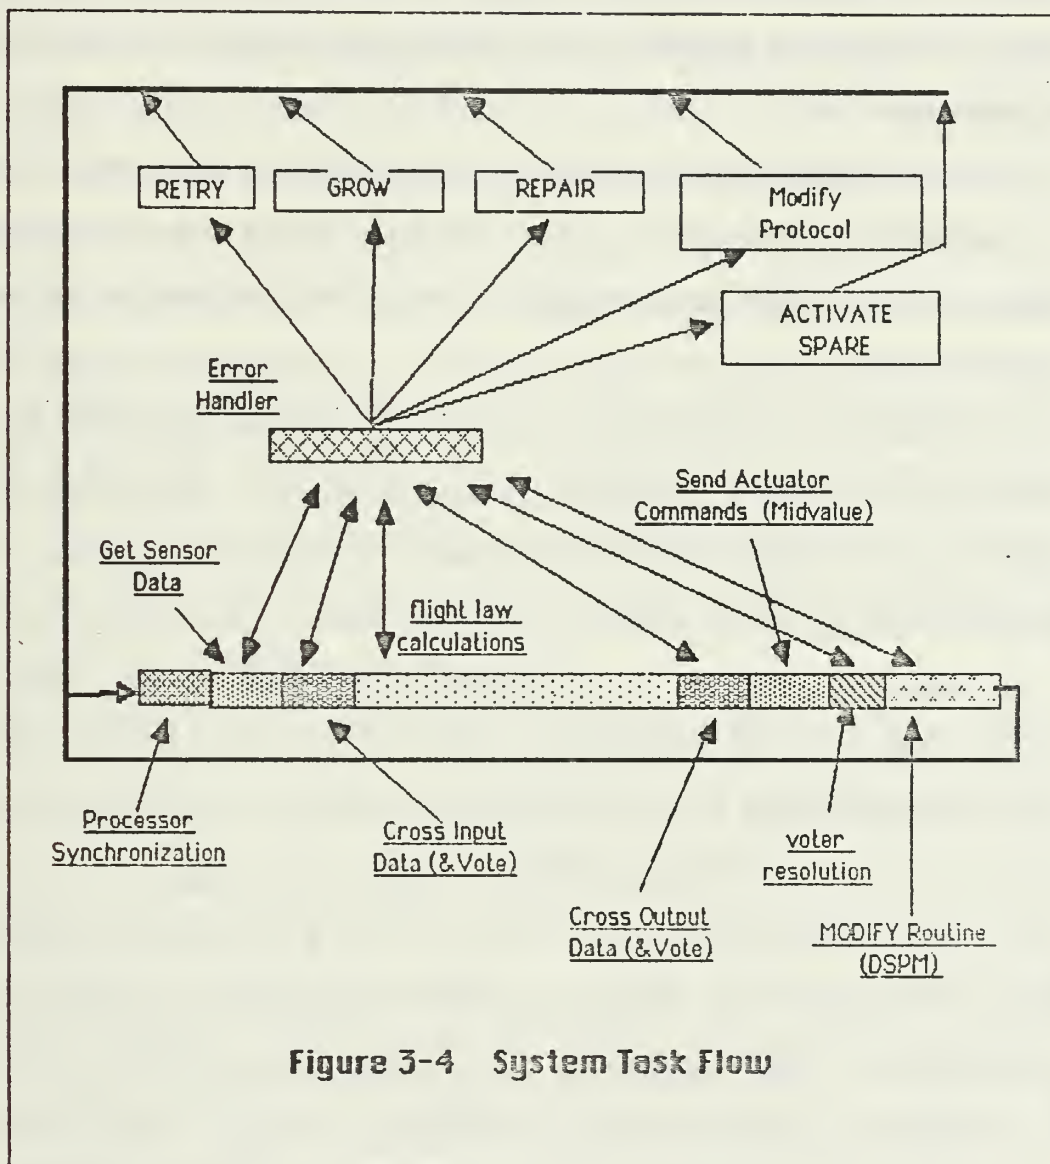 RETRY
GROW
REPAIR
Modify
Protocol
ACTIVATE
SPARE
Error
Handler
Send Actuator
Commands (Midvalue)
Get Sensor
Data
flight law
calculations
Processor
Synchronization
Cross Input
Data (&Vote)
voter
resolution
Cross Output
Data (&Vote)
MODIFY Routine
(DSPM)
Figure 3-4 System Task Flow